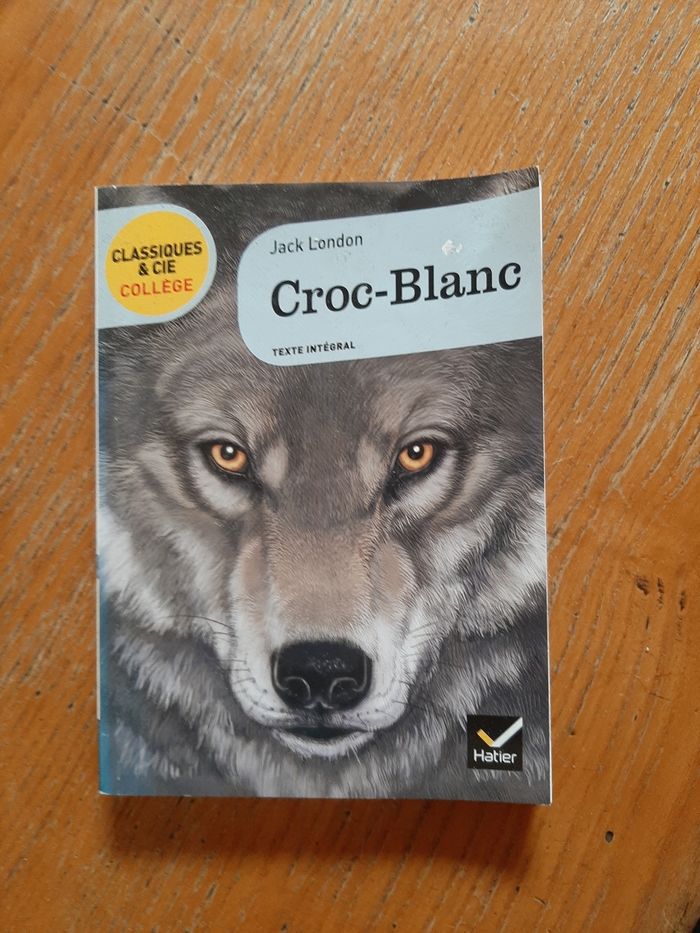 CLASSIQUES
& CIE
COLLÈGE
Jack London
Croc-Blanc
TEXTE INTÉGRAL
Hatier